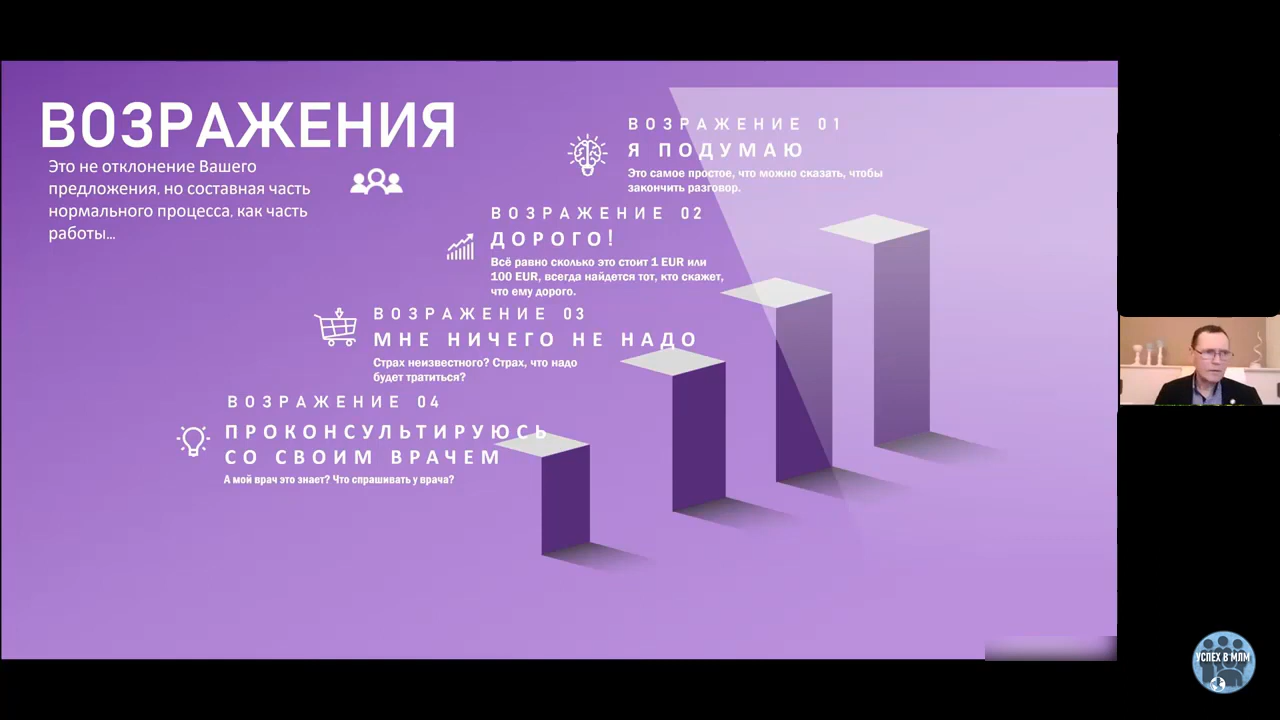 ВОЗРАЖЕНИЯ
Это не отклонение Вашего
предложения, но составная часть
нормального процесса, как часть
работы...
ВОЗРАЖЕНИЕ 01
Я ПОДУМАЮ
Это самое простое, что можно сказать, чтобы
закончить разговор.
ВОЗРАЖЕНИЕ 02
ДОРОГО!
Всё равно сколько это стоит 1 EUR или
100 EUR, всегда найдется тот, кто скажет,
что ему дорого.
ВОЗРАЖЕНИЕ 03
МНЕ НИЧЕГО НЕ НАДО
Страх неизвестного? Страх, что надо
будет тратиться?
ВОЗРАЖЕНИЕ 04
ПРОКОНСУЛЬТИРУЮСЬ
СО СВОИМ ВРАЧЕМ
А мой врач это знает? Что спрашивать у врача?
УСПЕХ В МЛМ